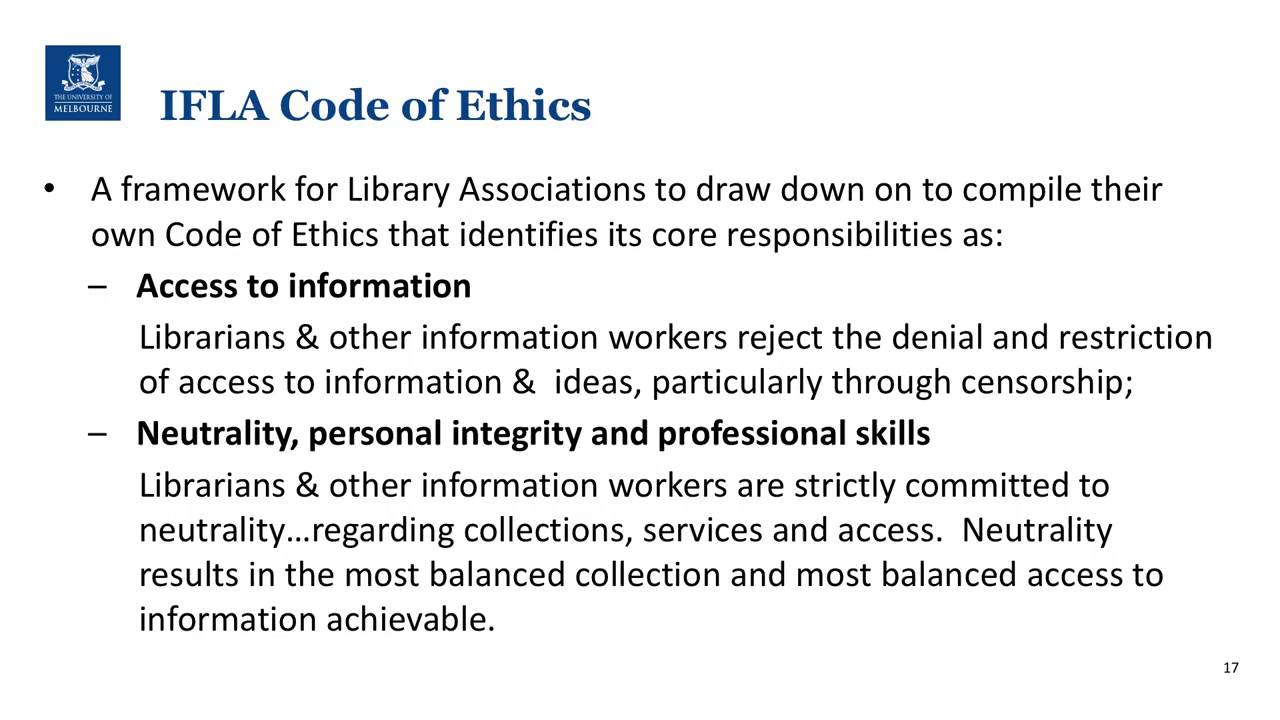 THE UNIVERSITY OF
MELBOURNE
IFLA Code of Ethics
• A framework for Library Associations to draw down on to compile their
own Code of Ethics that identifies its core responsibilities as:
– Access to information
Librarians & other information workers reject the denial and restriction
of access to information &  ideas, particularly through censorship;
– Neutrality, personal integrity and professional skills
Librarians & other information workers are strictly committed to
neutrality…regarding collections, services and access.  Neutrality
results in the most balanced collection and most balanced access to
information achievable.
17